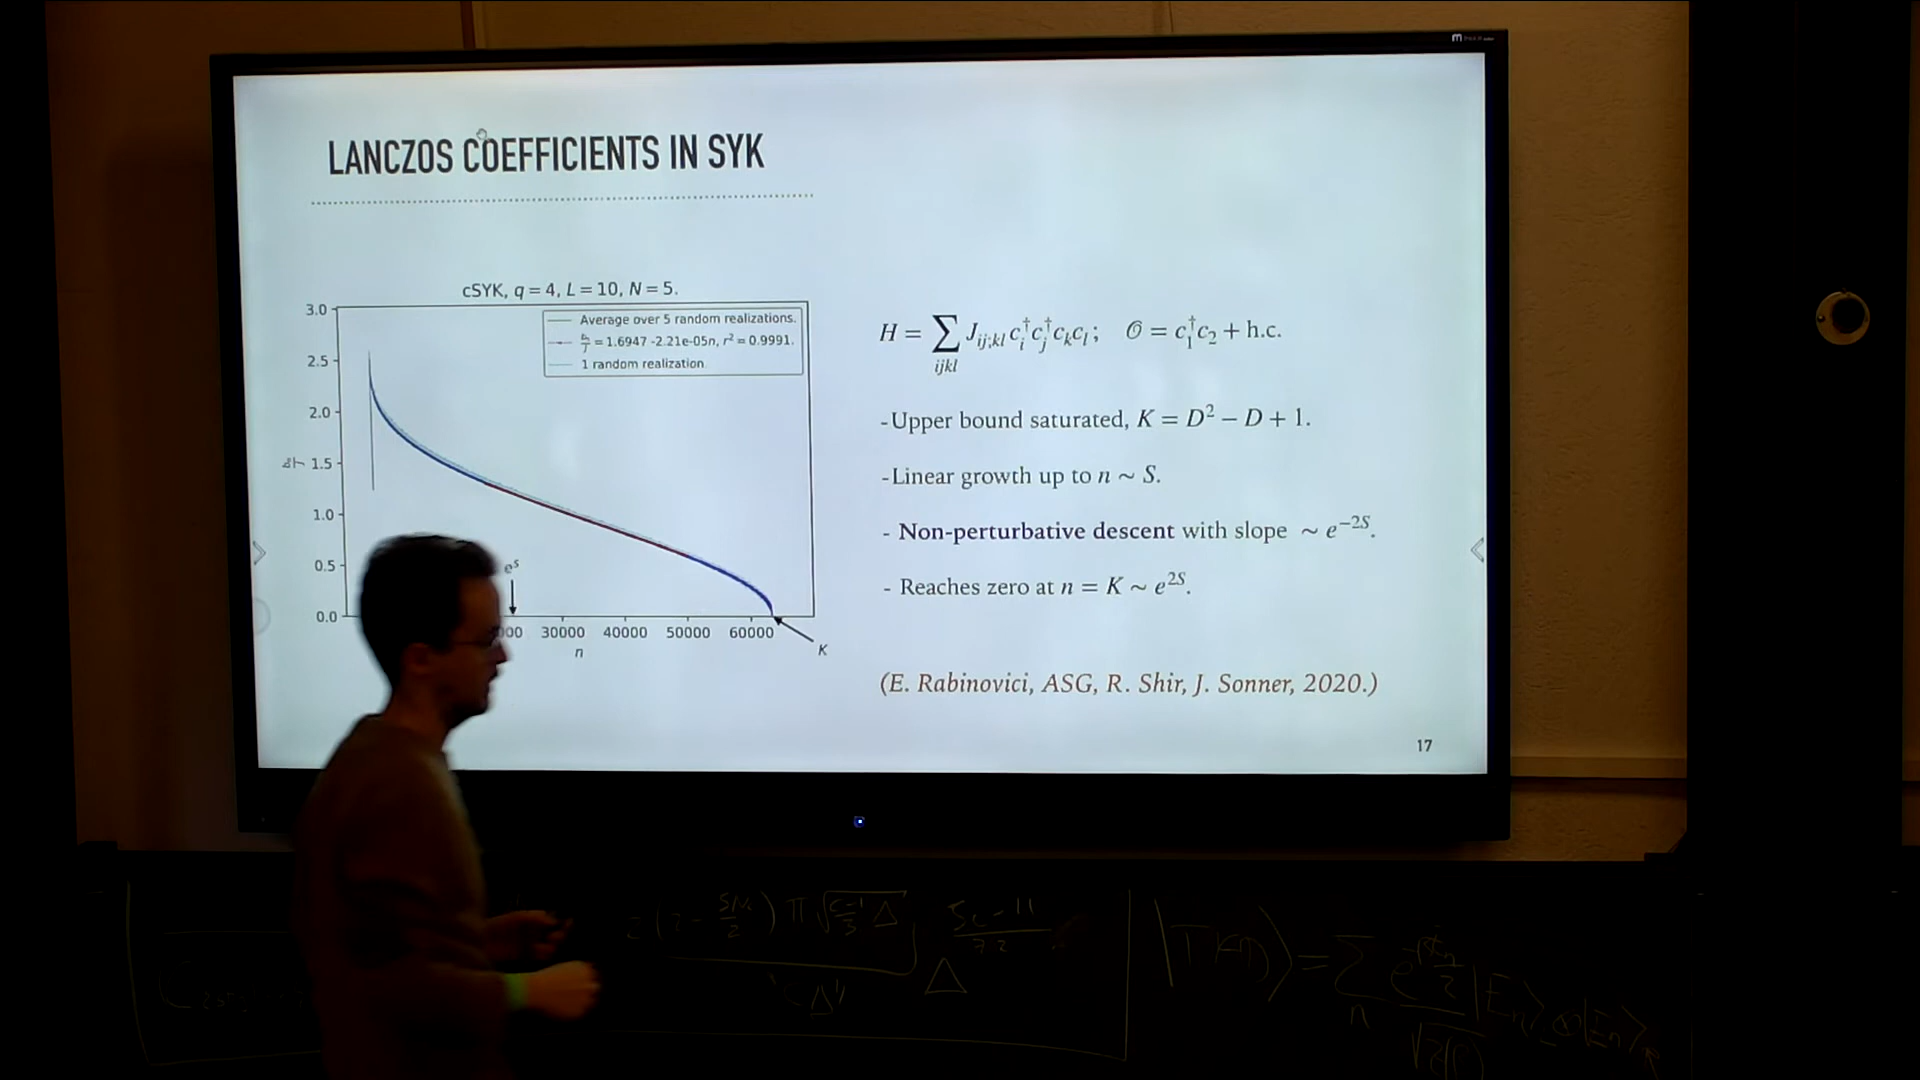 LANCZOS COEFFICIENTS IN SYK
cSYK, q = 4, L = 10, N = 5.
Average over 5 random realizations.
b_n/J = 1.6947 -2.21e-05n, r² = 0.9991.
1 random realization
3.0
2.5
2.0
1.5
1.0
0.5
0.0
e^S
30000 40000 50000 60000
n
K
H = ∑_{ijkl} J_{ij;kl} c_i^† c_j^† c_k c_l ; 𝒪 = c_1^† c_2 + h.c.
-Upper bound saturated, K = D² − D + 1.
-Linear growth up to n ~ S.
- Non-perturbative descent with slope ~ e^{−2S}.
- Reaches zero at n = K ~ e^{2S}.
(E. Rabinovici, ASG, R. Shir, J. Sonner, 2020.)
17